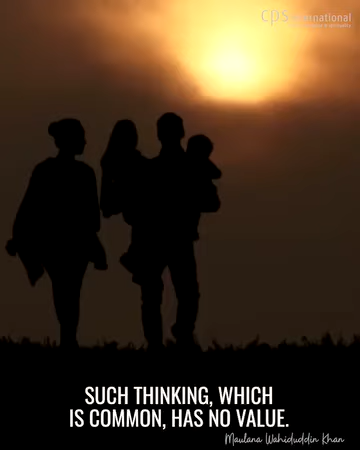 cps international
SUCH THINKING, WHICH
IS COMMON, HAS NO VALUE.
Maulana Wahiduddin Khan